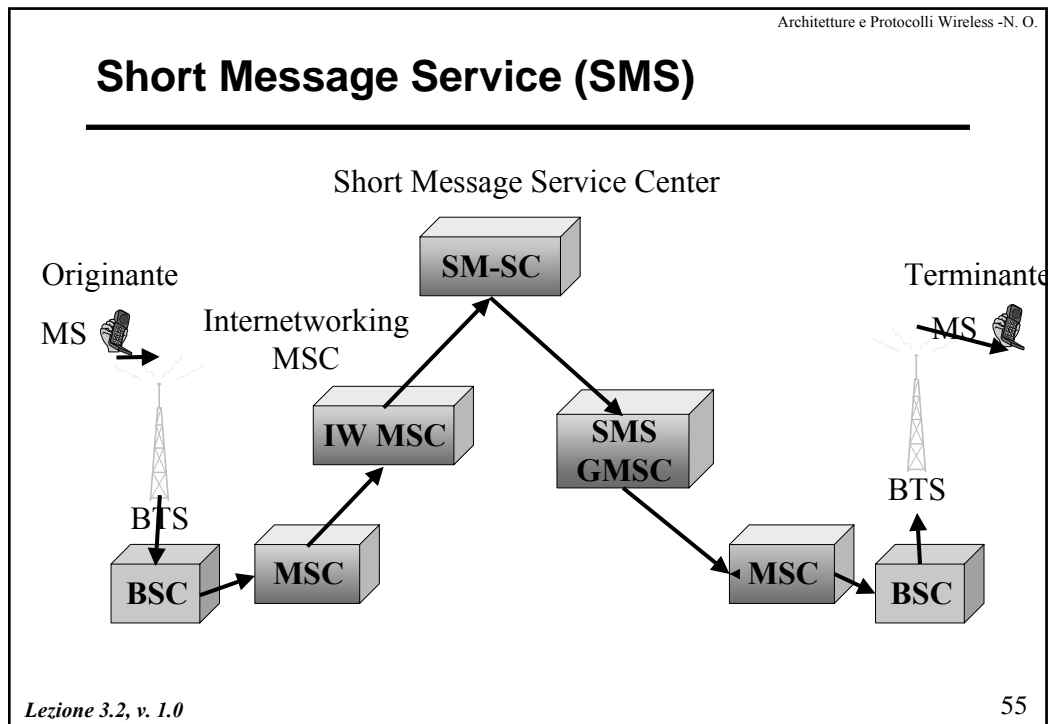 Architetture e Protocolli Wireless -N. O.
Short Message Service (SMS)
Short Message Service Center
SM-SC
Originante
MS
Internetworking
MSC
Terminante
MS
IW MSC
SMS
GMSC
BTS
BTS
BSC
MSC
MSC
BSC
Lezione 3.2, v. 1.0
55